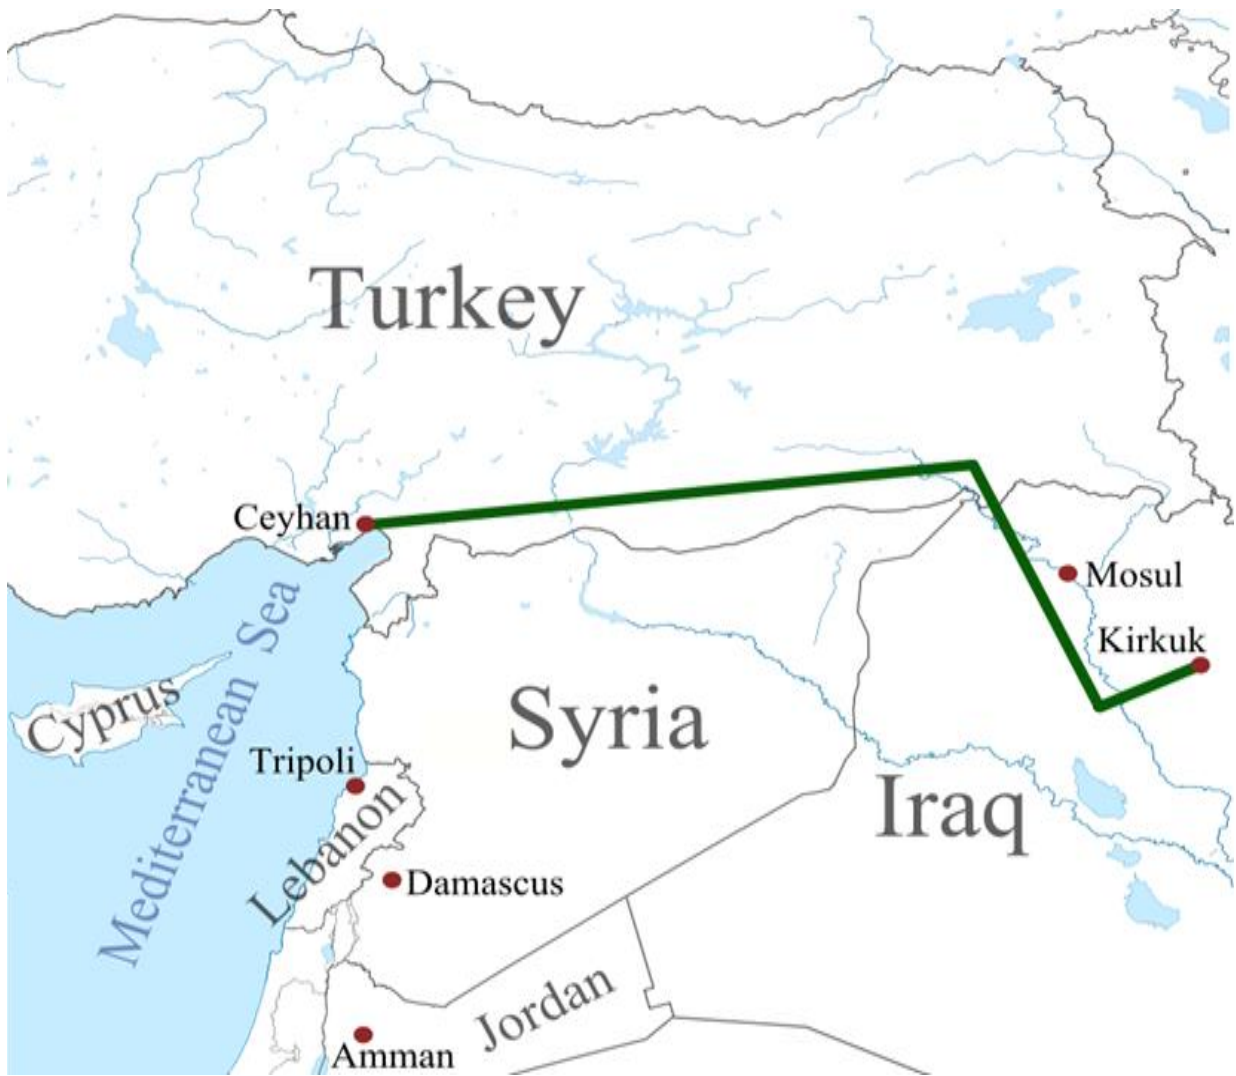 Turkey
Ceyhan
Mosul
Kirkuk
Mediterranean Sea
Cyprus
Syria
Tripoli
Iraq
Lebanon
Damascus
Jordan
Amman